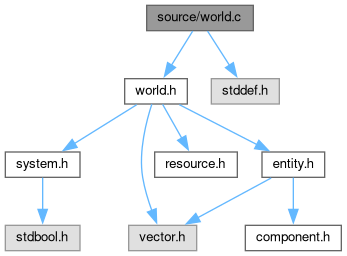 source/world.c
world.h
stddef.h
system.h
resource.h
entity.h
stdbool.h
vector.h
component.h